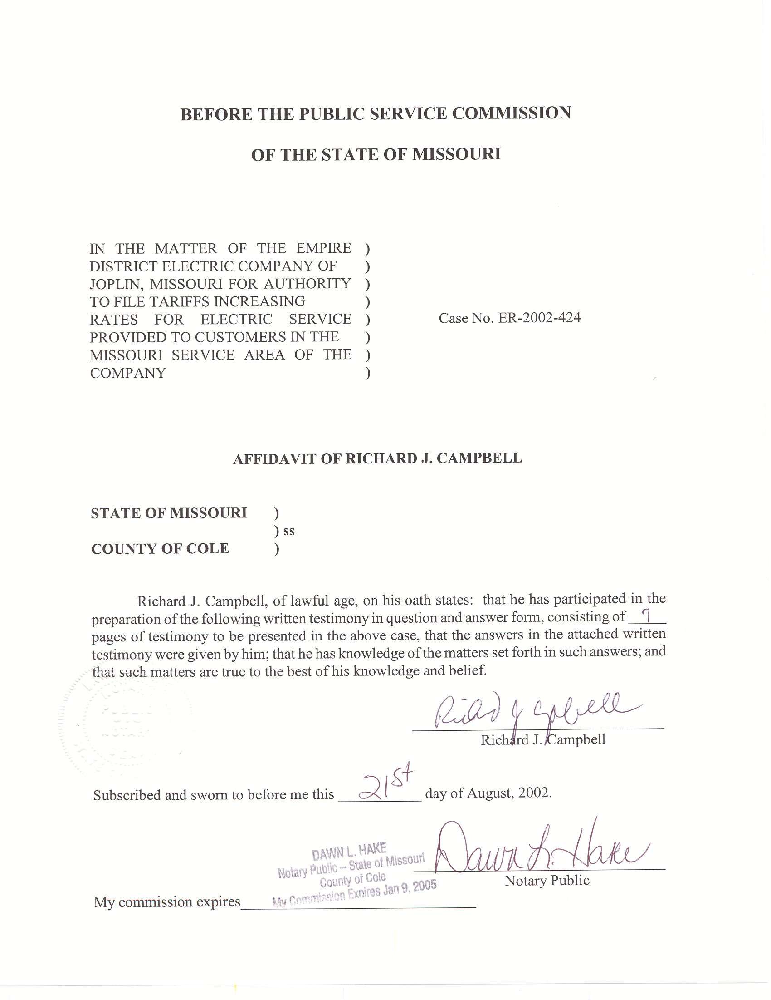 BEFORE THE PUBLIC SERVICE COMMISSION
OF THE STATE OF MISSOURI
IN THE MATTER OF THE EMPIRE )
DISTRICT ELECTRIC COMPANY OF )
JOPLIN, MISSOURI FOR AUTHORITY )
TO FILE TARIFFS INCREASING )
RATES FOR ELECTRIC SERVICE ) Case No. ER-2002-424
PROVIDED TO CUSTOMERS IN THE )
MISSOURI SERVICE AREA OF THE )
COMPANY )
AFFIDAVIT OF RICHARD J. CAMPBELL
STATE OF MISSOURI )
) ss
COUNTY OF COLE )
Richard J. Campbell, of lawful age, on his oath states: that he has participated in the
preparation of the following written testimony in question and answer form, consisting of 7
pages of testimony to be presented in the above case, that the answers in the attached written
testimony were given by him; that he has knowledge of the matters set forth in such answers; and
that such matters are true to the best of his knowledge and belief.
Richard J Campbell
Richard J. Campbell
Subscribed and sworn to before me this 21st day of August, 2002.
Dawn L. Hake
Notary Public
DAWN L. HAKE
Notary Public – State of Missouri
County of Cole
My Commission Expires Jan 9, 2005
My commission expires